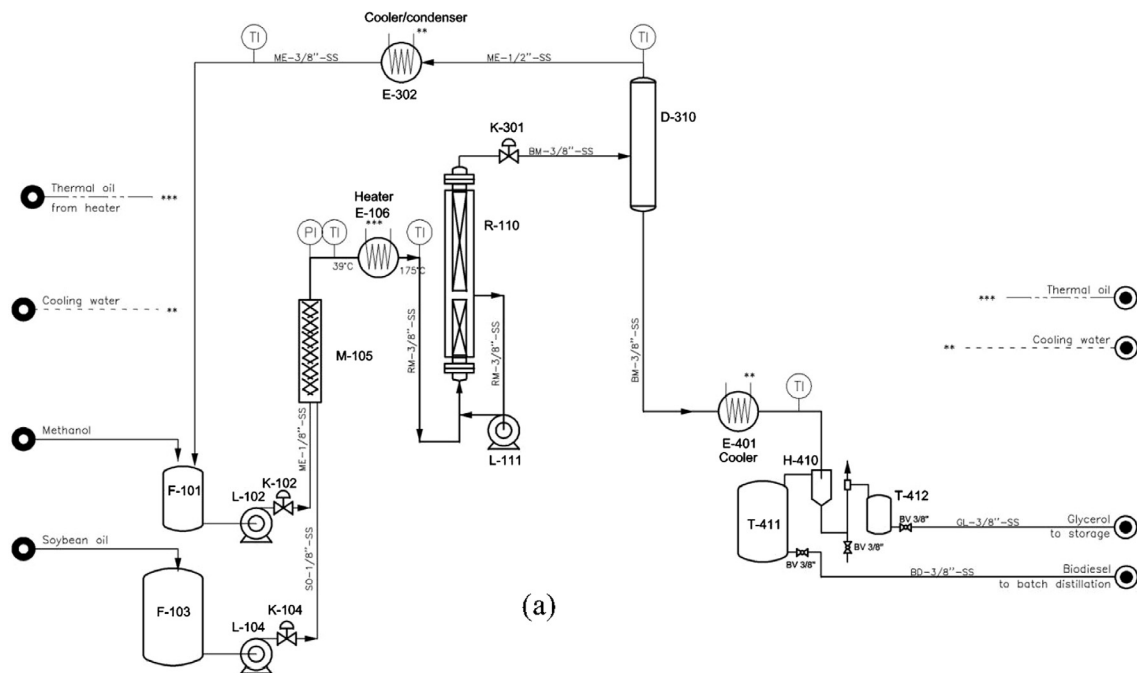 Cooler/condenser
**
TI
TI
ME-3/8"-SS
ME-1/2"-SS
E-302
D-310
K-301
BM-3/8"-SS
Thermal oil
from heater
***
Heater
E-106
***
R-110
PI
TI
TI
39°C
175°C
Cooling water
**
Thermal oil
***
Cooling water
**
M-105
RM-3/8"-SS
RM-3/8"-SS
BM-3/8"-SS
**
TI
E-401
Cooler
Methanol
ME-1/8"-SS
L-111
H-410
F-101
L-102
K-102
T-411
T-412
BV 3/8"
GL-3/8"-SS
Glycerol
to storage
Soybean oil
SO-1/8"-SS
BV 3/8"
BV 3/8"
BD-3/8"-SS
Biodiesel
to batch distillation
F-103
K-104
L-104
(a)